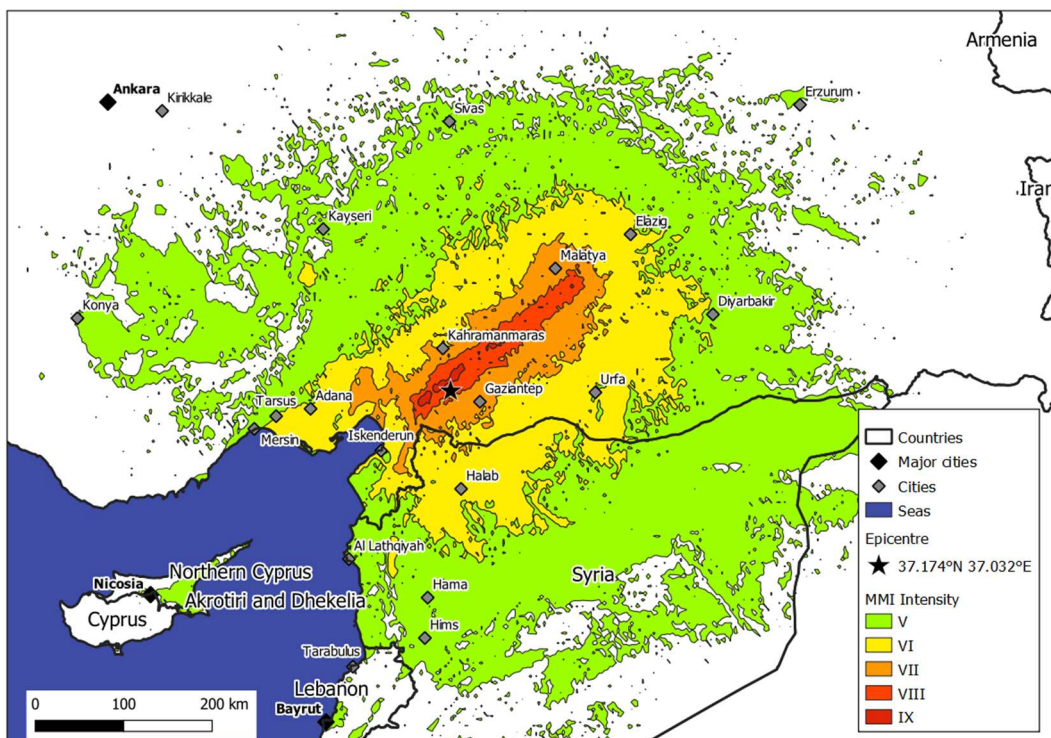 Armenia
Ankara
Kirikkale
Sivas
Erzurum
Iran
Kayseri
Elazig
Malatya
Konya
Diyarbakir
Kahramanmaras
Urfa
Gaziantep
Adana
Tarsus
Mersin
Iskenderun
Halab
Al Lathqiyah
Northern Cyprus
Nicosia
Akrotiri and Dhekelia
Cyprus
Syria
Hama
Hims
Tarabulus
Lebanon
Bayrut
0 100 200 km
Countries
Major cities
Cities
Seas
Epicentre
37.174ºN 37.032ºE
MMI Intensity
V
VI
VII
VIII
IX